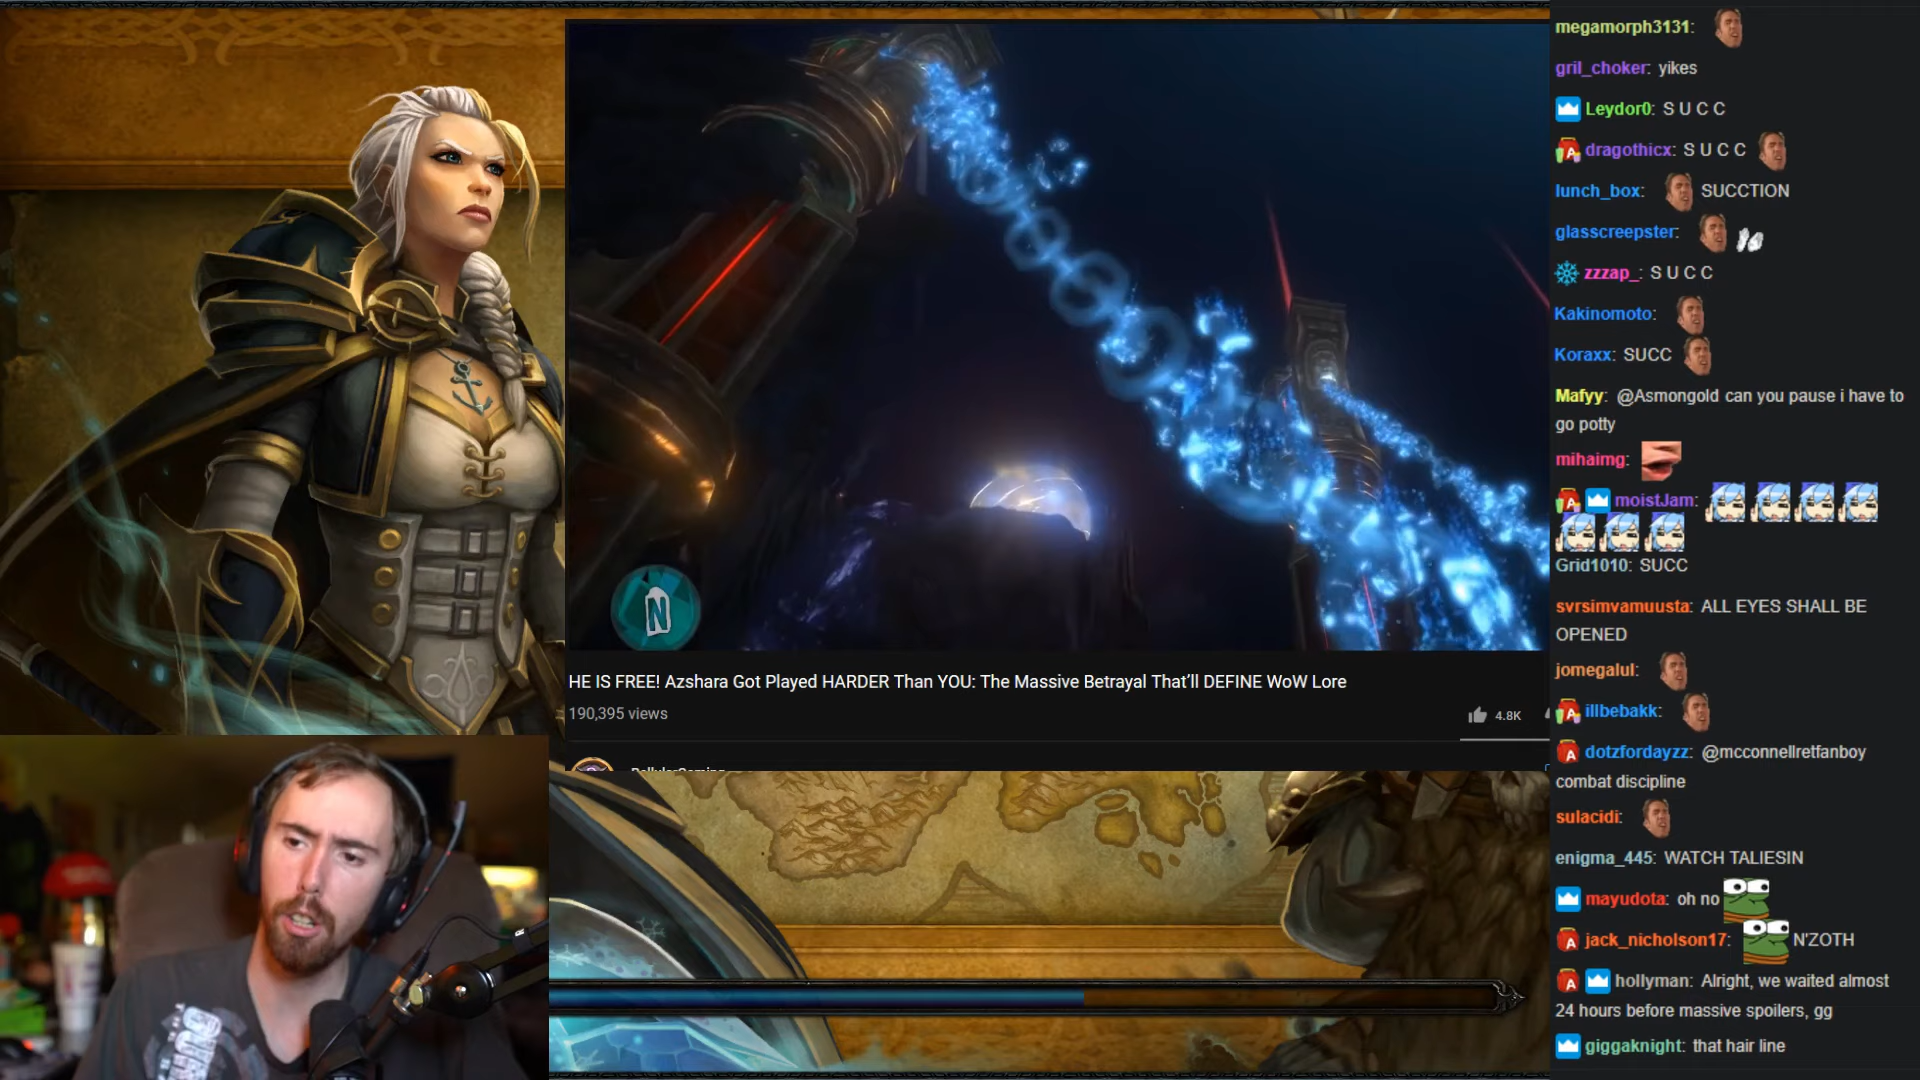 N
HE IS FREE! Azshara Got Played HARDER Than YOU: The Massive Betrayal That'll DEFINE WoW Lore
190,395 views
4.8K
BellularGaming
megamorph3131:
gril_choker: yikes
Leydor0: S U C C
dragothicx: S U C C
lunch_box: SUCCTION
glasscreepster:
zzzap_: S U C C
Kakinomoto:
Koraxx: SUCC
Mafyy: @Asmongold can you pause i have to
go potty
mihaimg:
moistJam:
Grid1010: SUCC
svrsimvamuusta: ALL EYES SHALL BE
OPENED
jomegalul:
illbebakk:
dotzfordayzz: @mcconnellretfanboy
combat discipline
sulacidi:
enigma_445: WATCH TALIESIN
mayudota: oh no
jack_nicholson17: N'ZOTH
hollyman: Alright, we waited almost
24 hours before massive spoilers, gg
giggaknight: that hair line